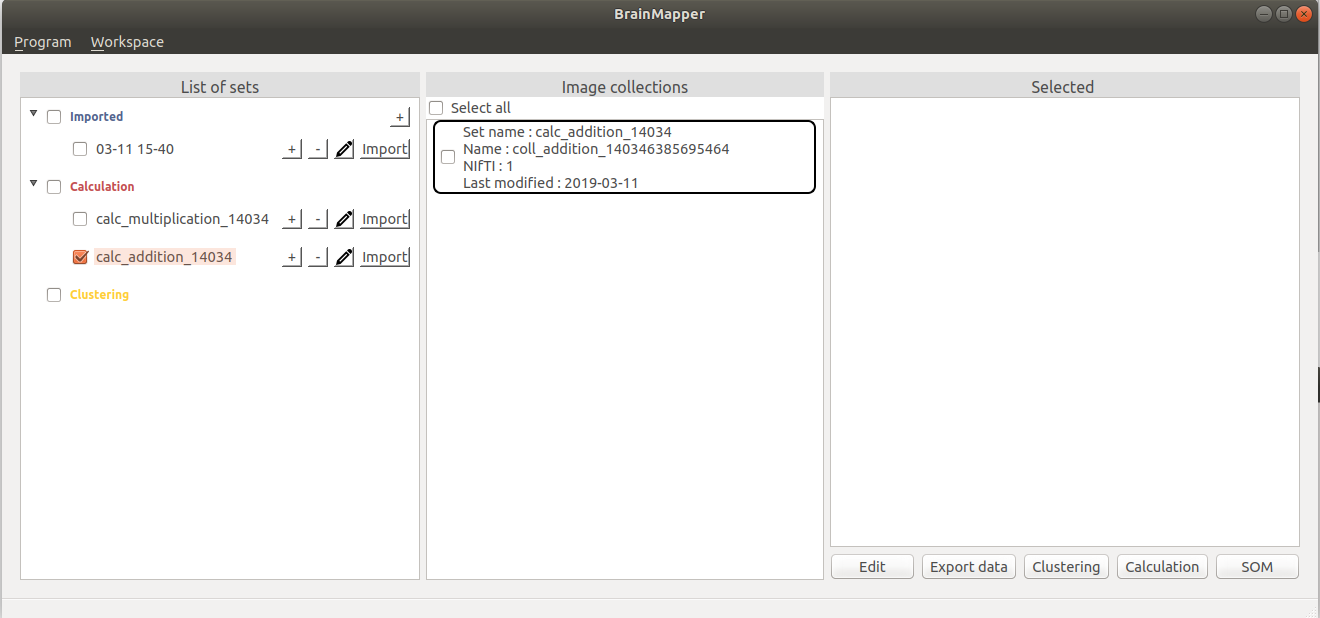 BrainMapper
Program Workspace
List of sets
Imported +
03-11 15-40 + - Import
Calculation
calc_multiplication_14034 + - Import
calc_addition_14034 + - Import
Clustering
Image collections
Select all
Set name : calc_addition_14034
Name : coll_addition_140346385695464
NIfTI : 1
Last modified : 2019-03-11
Selected
Edit Export data Clustering Calculation SOM